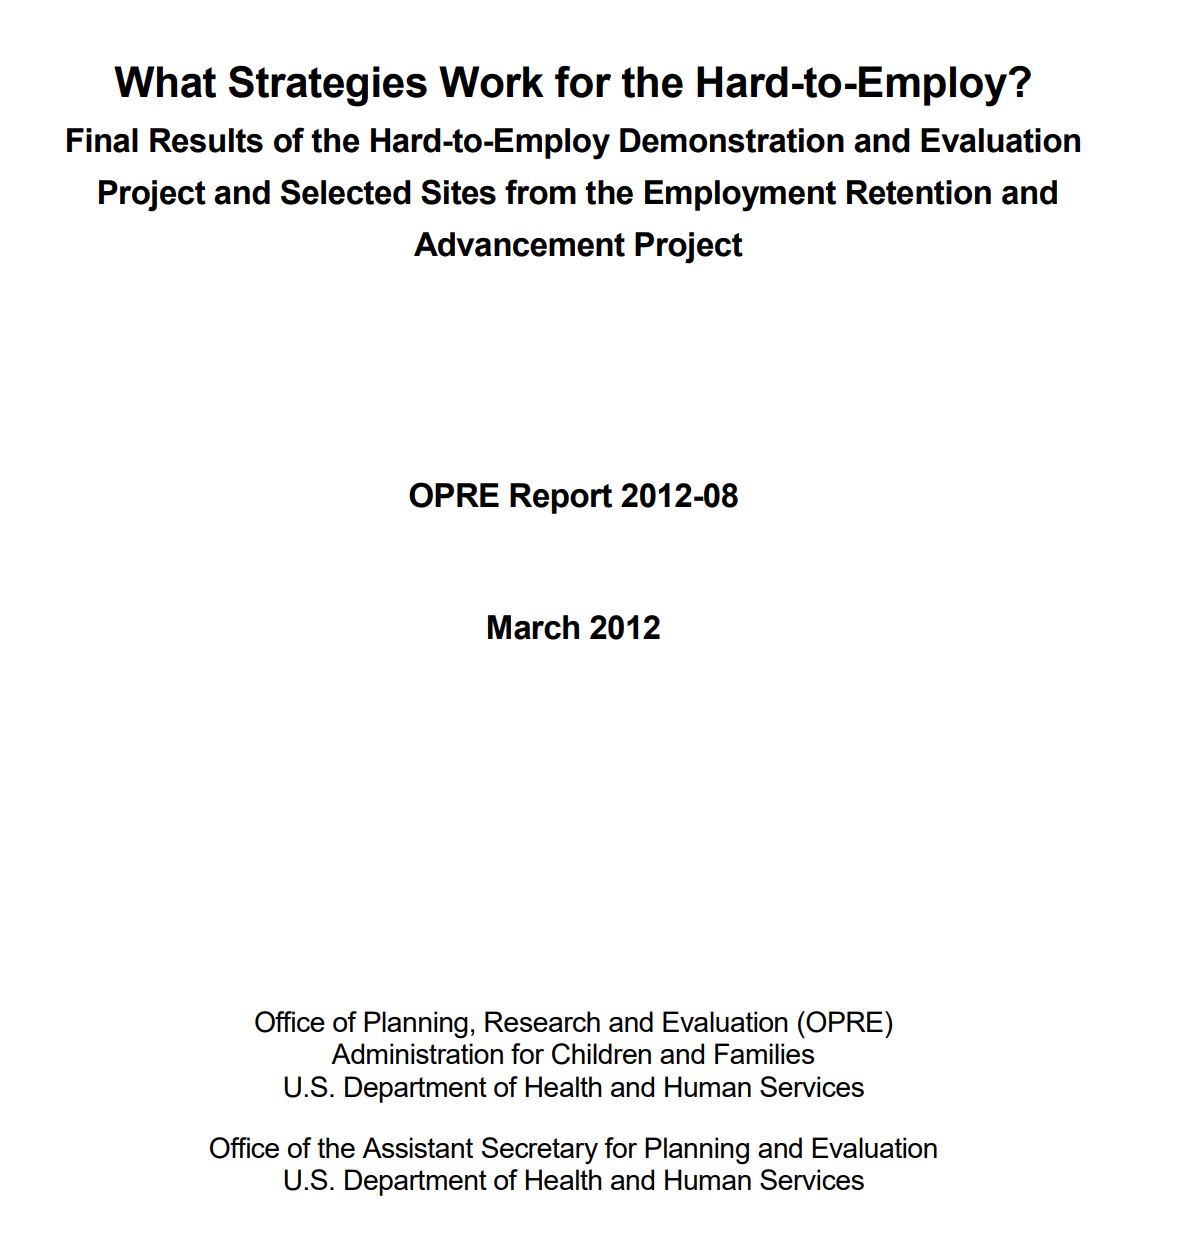 What Strategies Work for the Hard-to-Employ?
Final Results of the Hard-to-Employ Demonstration and Evaluation
Project and Selected Sites from the Employment Retention and
Advancement Project
OPRE Report 2012-08
March 2012
Office of Planning, Research and Evaluation (OPRE)
Administration for Children and Families
U.S. Department of Health and Human Services
Office of the Assistant Secretary for Planning and Evaluation
U.S. Department of Health and Human Services